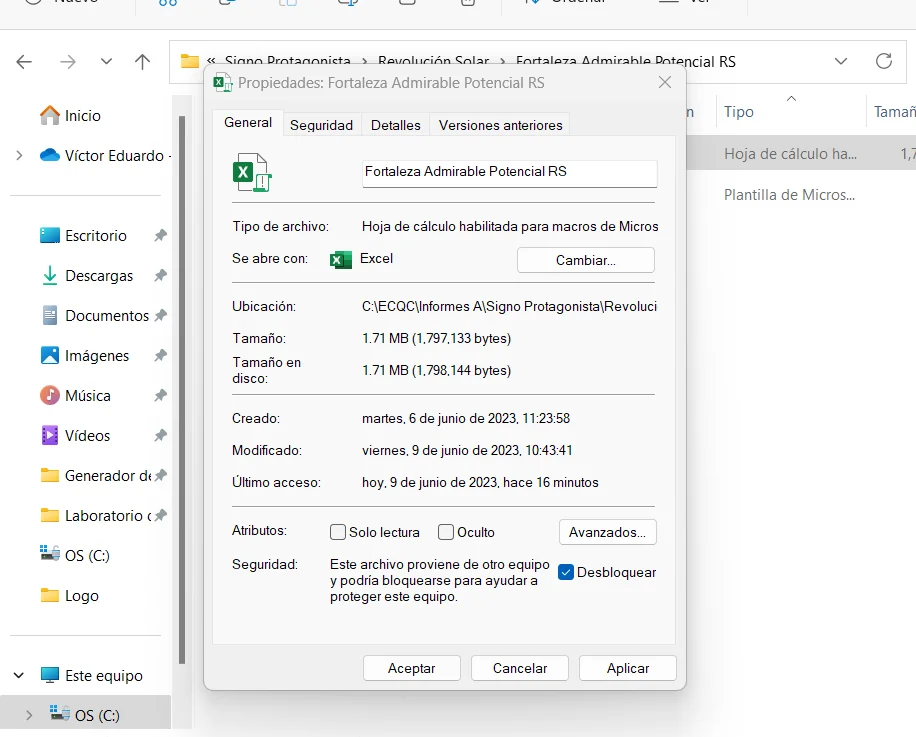 Nuevo
Ordenar
Ver
« Signo Protagonista › Revolución Solar › Fortaleza Admirable Potencial RS
Propiedades: Fortaleza Admirable Potencial RS
Inicio
Víctor Eduardo -
Escritorio
Descargas
Documentos
Imágenes
Música
Vídeos
Generador de
Laboratorio
OS (C:)
Logo
Este equipo
OS (C:)
General
Seguridad
Detalles
Versiones anteriores
Fortaleza Admirable Potencial RS
Tipo de archivo: Hoja de cálculo habilitada para macros de Micros
Se abre con: Excel
Cambiar...
Ubicación: C:\ECQC\Informes A\Signo Protagonista\Revoluci
Tamaño: 1.71 MB (1,797,133 bytes)
Tamaño en
disco: 1.71 MB (1,798,144 bytes)
Creado: martes, 6 de junio de 2023, 11:23:58
Modificado: viernes, 9 de junio de 2023, 10:43:41
Último acceso: hoy, 9 de junio de 2023, hace 16 minutos
Atributos: Solo lectura Oculto
Avanzados...
Seguridad: Este archivo proviene de otro equipo
y podría bloquearse para ayudar a
proteger este equipo.
Desbloquear
Aceptar
Cancelar
Aplicar
n
Tipo
Tamañ
Hoja de cálculo ha...
1,7
Plantilla de Micros...